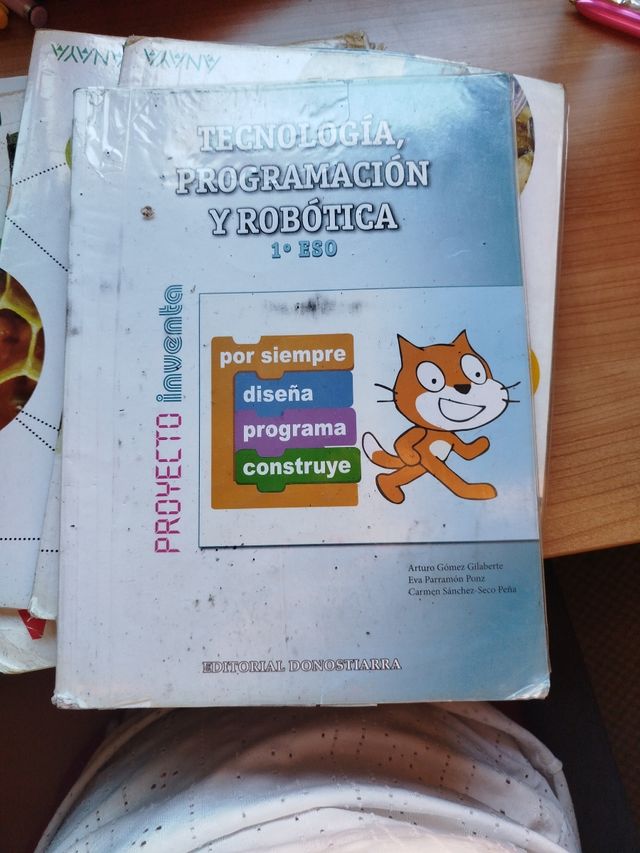 ANAYA
ANAYA
TECNOLOGÍA,
PROGRAMACIÓN
Y ROBÓTICA
1º ESO
PROYECTO inventa
por siempre
diseña
programa
construye
Arturo Gómez Gilaberte
Eva Parramón Ponz
Carmen Sánchez-Seco Peña
EDITORIAL DONOSTIARRA